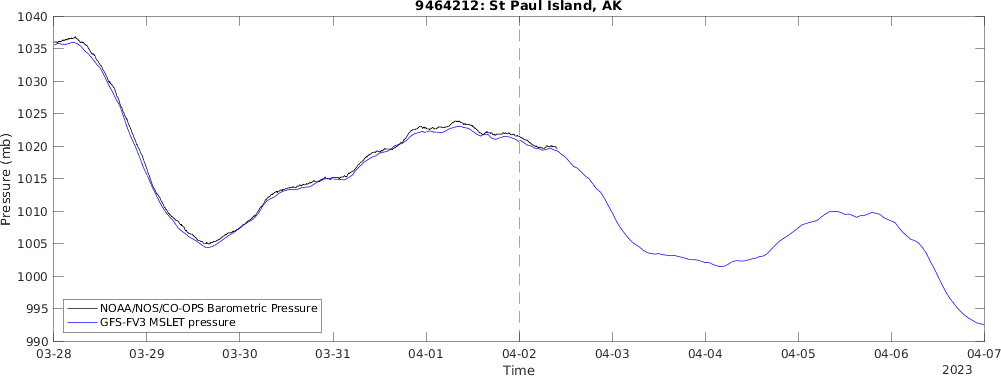 9464212: St Paul Island, AK
1040
1035
1030
1025
1020
1015
1010
1005
1000
995
990
Pressure (mb)
NOAA/NOS/CO-OPS Barometric Pressure
GFS-FV3 MSLET pressure
03-28 03-29 03-30 03-31 04-01 04-02 04-03 04-04 04-05 04-06 04-07
Time
2023